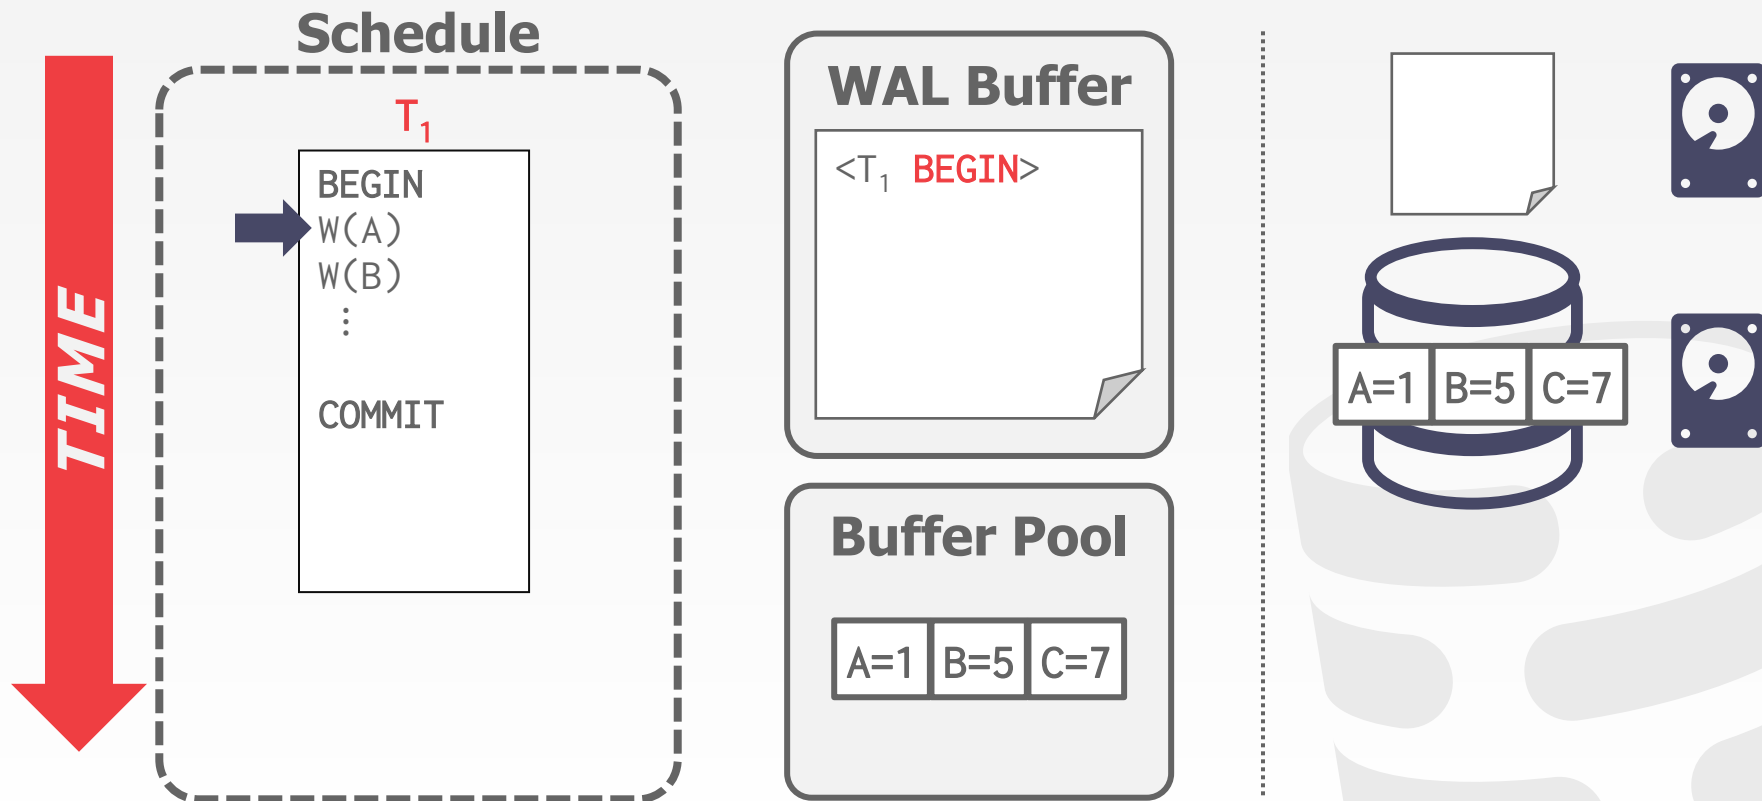 Schedule
TIME
T1
BEGIN
W(A)
W(B)
⋮
COMMIT
WAL Buffer
<T1 BEGIN>
Buffer Pool
A=1 B=5 C=7
A=1 B=5 C=7